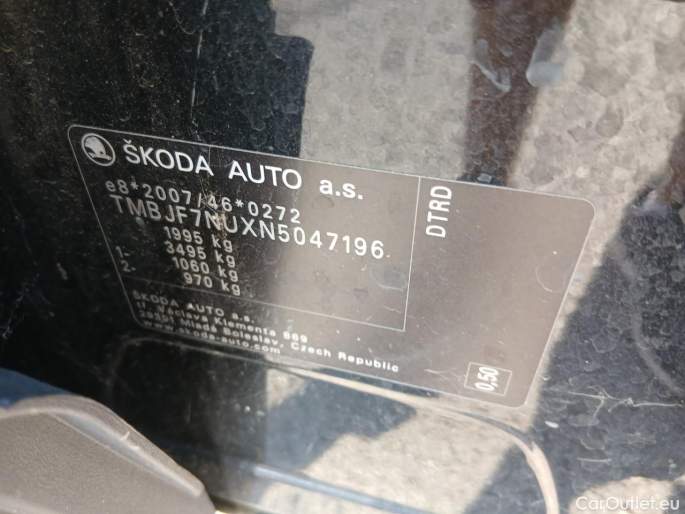 ŠKODA AUTO a.s.
e8*2007/46*0272
TMBJF7NUXN5047196
1995 kg
3495 kg
1- 1060 kg
2- 970 kg
ŠKODA AUTO a.s.
tř. Václava Klementa 869
Mladá Boleslav, Czech Republic
www.skoda-auto.com
DTRD
0,50
CarOutlet.eu